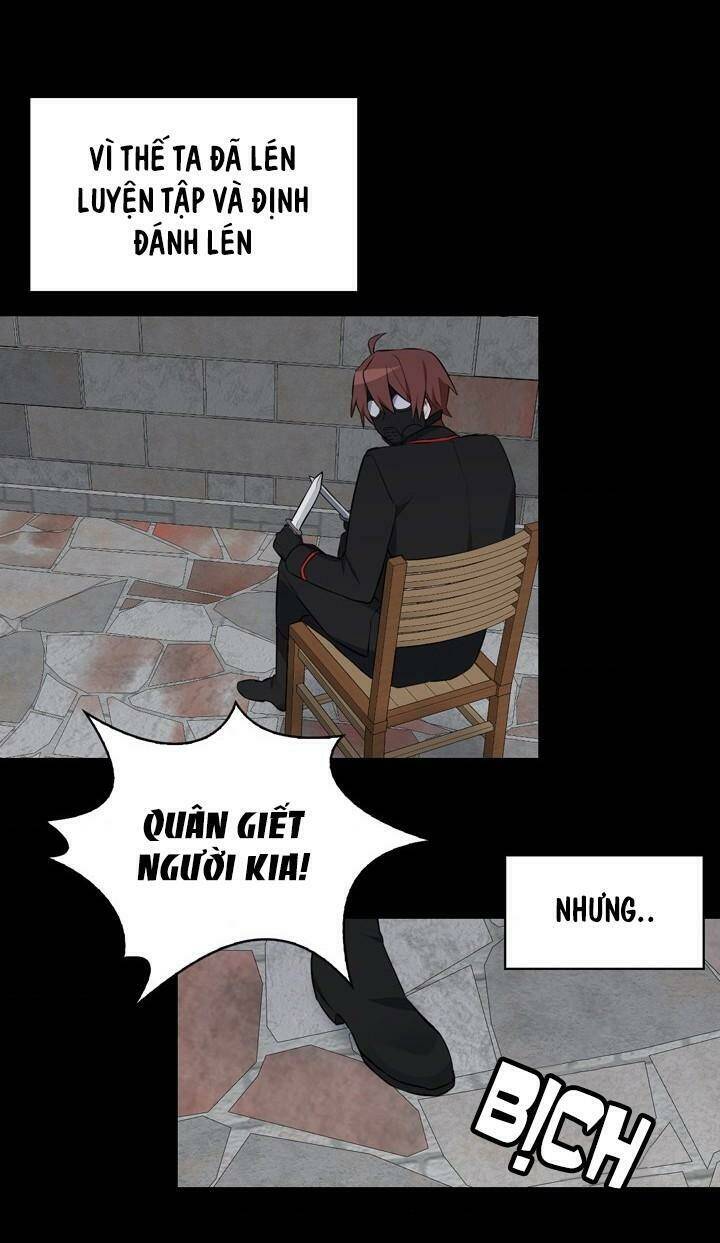 VÌ THẾ TA ĐÃ LÉN
LUYỆN TẬP VÀ ĐỊNH
ĐÁNH LÉN
QUÂN GIẾT
NGƯỜI KIA!
NHƯNG..
BỊCH